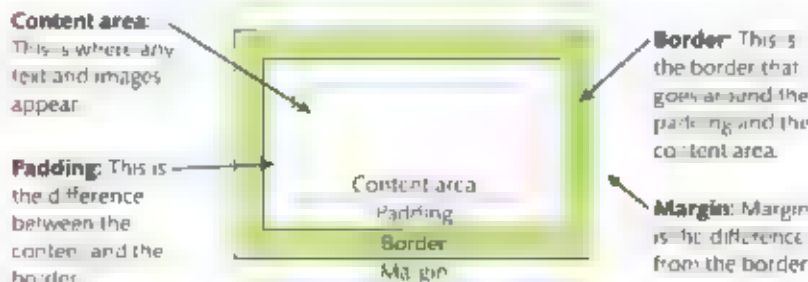 Content area:
This is where any
text and images
appear
Padding: This is
the difference
between the
content and the
border
Content area
Padding
Border
Margin
Border: This is
the border that
goes around the
padding and the
content area.
Margin: Margin
is the difference
from the border